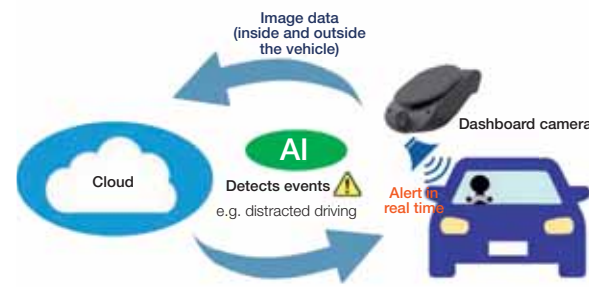 Image data
(inside and outside
the vehicle)
Dashboard camera
AI
Cloud
Detects events
e.g. distracted driving
Alert in
real time